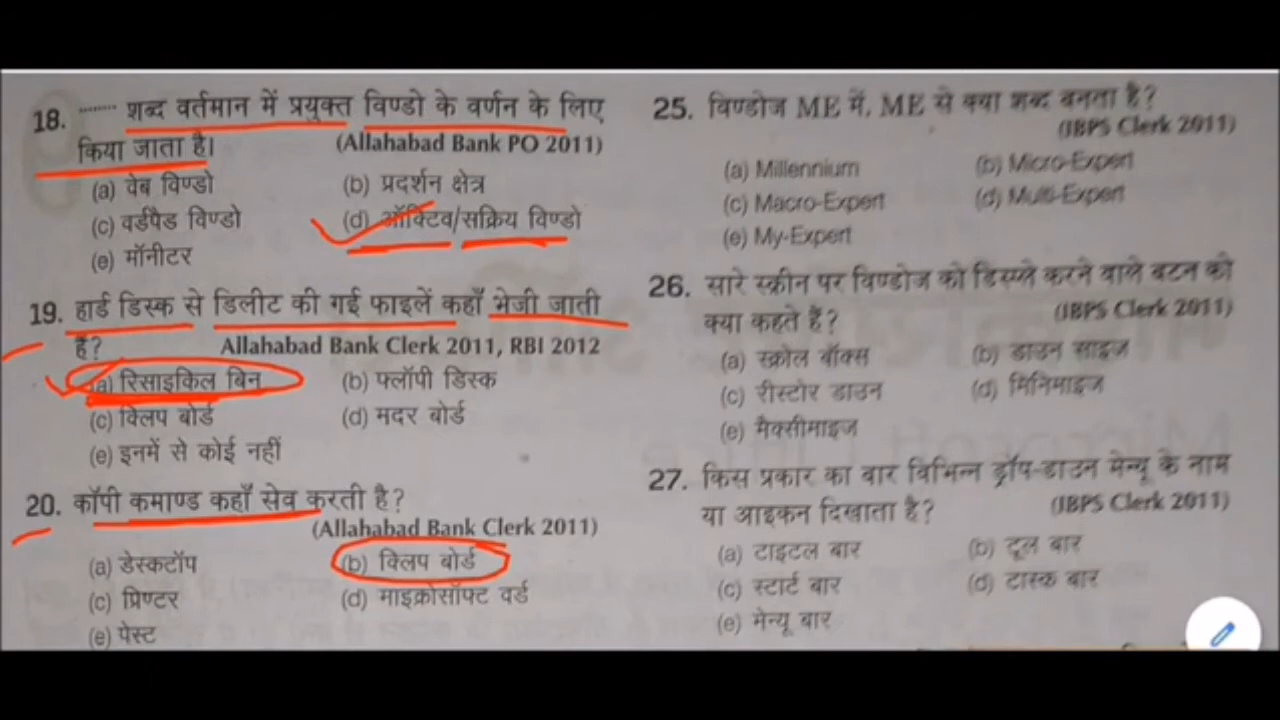 18. ........ शब्द वर्तमान में प्रयुक्त विण्डो के वर्णन के लिए
किया जाता है। (Allahabad Bank PO 2011)
(a) वेब विण्डो (b) प्रदर्शन क्षेत्र
(c) वर्डपैड विण्डो (d) ऑक्टिव/सक्रिय विण्डो
(e) मॉनीटर
19. हार्ड डिस्क से डिलीट की गई फाइलें कहाँ भेजी जाती
हैं? Allahabad Bank Clerk 2011, RBI 2012
(a) रिसाइकिल बिन (b) फ्लॉपी डिस्क
(c) क्लिप बोर्ड (d) मदर बोर्ड
(e) इनमें से कोई नहीं
20. कॉपी कमाण्ड कहाँ सेव करती है?
(Allahabad Bank Clerk 2011)
(a) डेस्कटॉप (b) क्लिप बोर्ड
(c) प्रिण्टर (d) माइक्रोसॉफ्ट वर्ड
(e) पेस्ट
25. विण्डोज ME में, ME से क्या शब्द बनता है?
(IBPS Clerk 2011)
(a) Millennium (b) Micro-Expert
(c) Macro-Expert (d) Multi-Expert
(e) My-Expert
26. सारे स्क्रीन पर विण्डोज को डिस्प्ले करने वाले बटन को
क्या कहते हैं? (IBPS Clerk 2011)
(a) स्क्रोल बॉक्स (b) डाउन साइज
(c) रीस्टोर डाउन (d) मिनिमाइज
(e) मैक्सीमाइज
27. किस प्रकार का बार विभिन्न ड्रॉप-डाउन मेन्यू के नाम
या आइकन दिखाता है? (IBPS Clerk 2011)
(a) टाइटल बार (b) टूल बार
(c) स्टार्ट बार (d) टास्क बार
(e) मेन्यू बार